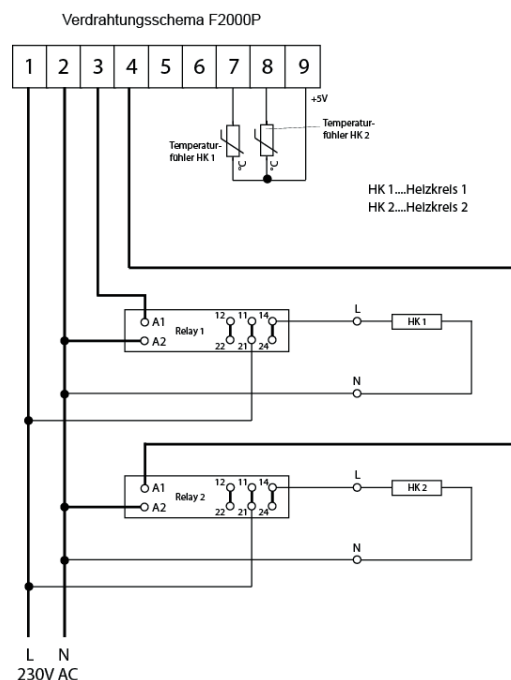 Verdrahtungsschema F2000P
1 2 3 4 5 6 7 8 9
+5V
Temperatur-
fühler HK 1
°C
Temperatur-
fühler HK 2
°C
HK 1....Heizkreis 1
HK 2....Heizkreis 2
A1
A2
Relay 1
12 11 14
22 21 24
L
HK 1
N
A1
A2
Relay 2
12 11 14
22 21 24
L
HK 2
N
L N
230V AC